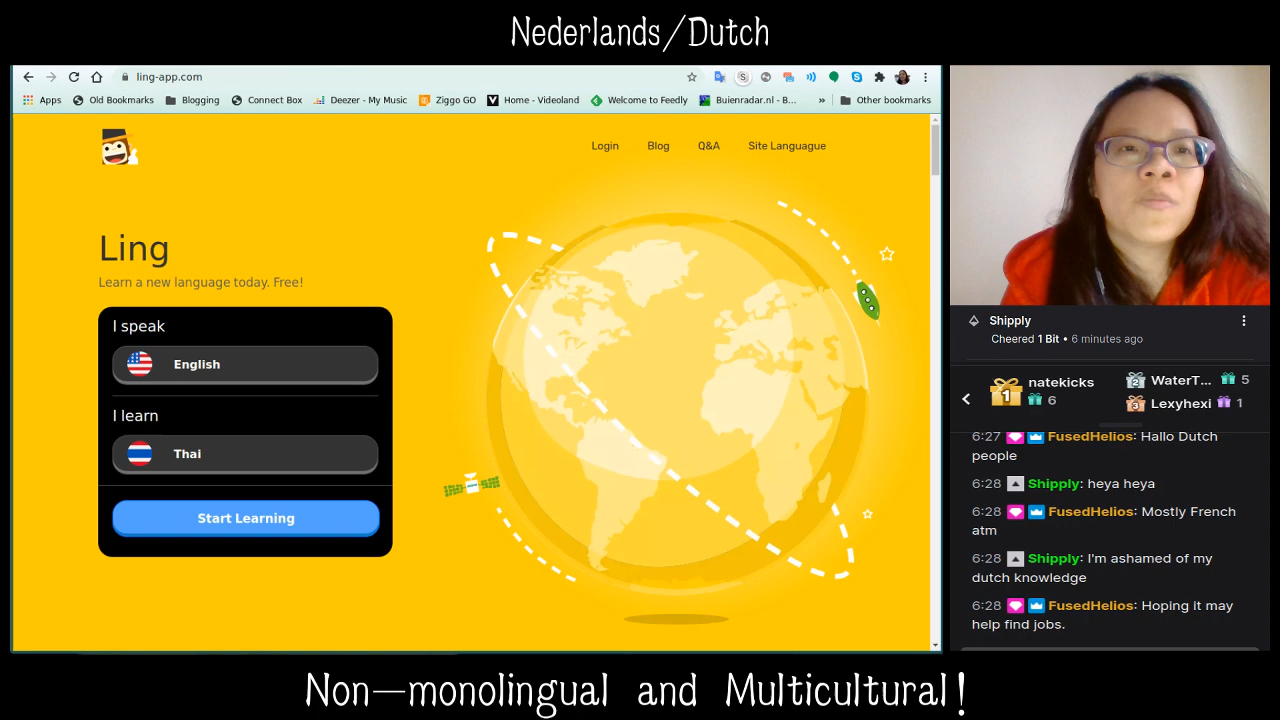 Nederlands/Dutch
ling-app.com
Apps
Old Bookmarks
Blogging
Connect Box
Deezer - My Music
Ziggo GO
Home - Videoland
Welcome to Feedly
Buienradar.nl - B...
»
Other bookmarks
Login
Blog
Q&A
Site Languague
Ling
Learn a new language today. Free!
I speak
English
I learn
Thai
Start Learning
Shipply
Cheered 1 Bit • 6 minutes ago
1
natekicks
6
2
WaterT...
5
3
Lexyhexi
1
6:27 FusedHelios: Hallo Dutch
people
6:28 Shipply: heya heya
6:28 FusedHelios: Mostly French
atm
6:28 Shipply: I'm ashamed of my
dutch knowledge
6:28 FusedHelios: Hoping it may
help find jobs.
Non-monolingual and Multicultural!